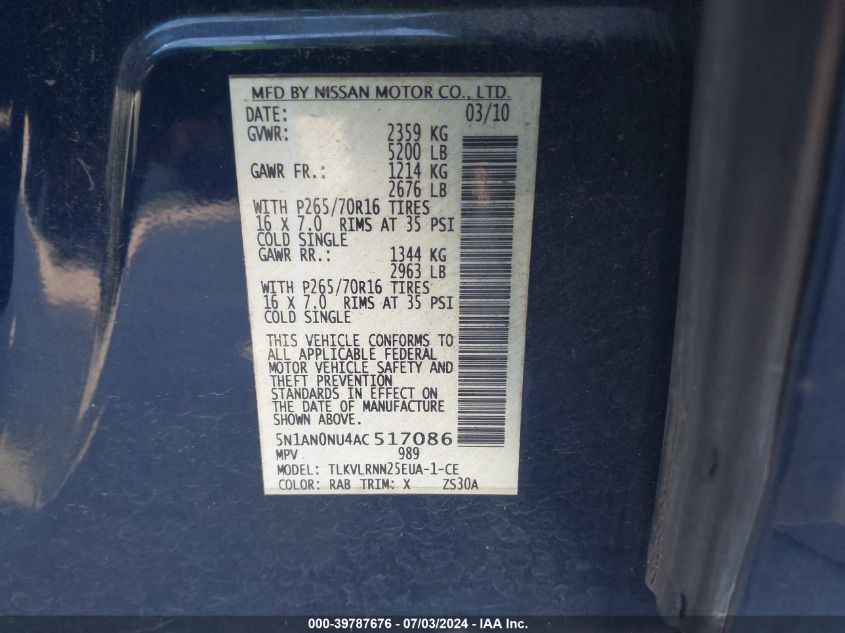 MFD BY NISSAN MOTOR CO., LTD.
DATE: 03/10
GVWR: 2359 KG
5200 LB
GAWR FR.: 1214 KG
2676 LB
WITH P265/70R16 TIRES
16 X 7.0 RIMS AT 35 PSI
COLD SINGLE
GAWR RR.: 1344 KG
2963 LB
WITH P265/70R16 TIRES
16 X 7.0 RIMS AT 35 PSI
COLD SINGLE
THIS VEHICLE CONFORMS TO
ALL APPLICABLE FEDERAL
MOTOR VEHICLE SAFETY AND
THEFT PREVENTION
STANDARDS IN EFFECT ON
THE DATE OF MANUFACTURE
SHOWN ABOVE.
5N1AN0NU4AC 517086
MPV 989
MODEL: TLKVLRNN25EUA-1-CE
COLOR: RAB TRIM: X ZS30A
000-39787676 - 07/03/2024 - IAA Inc.